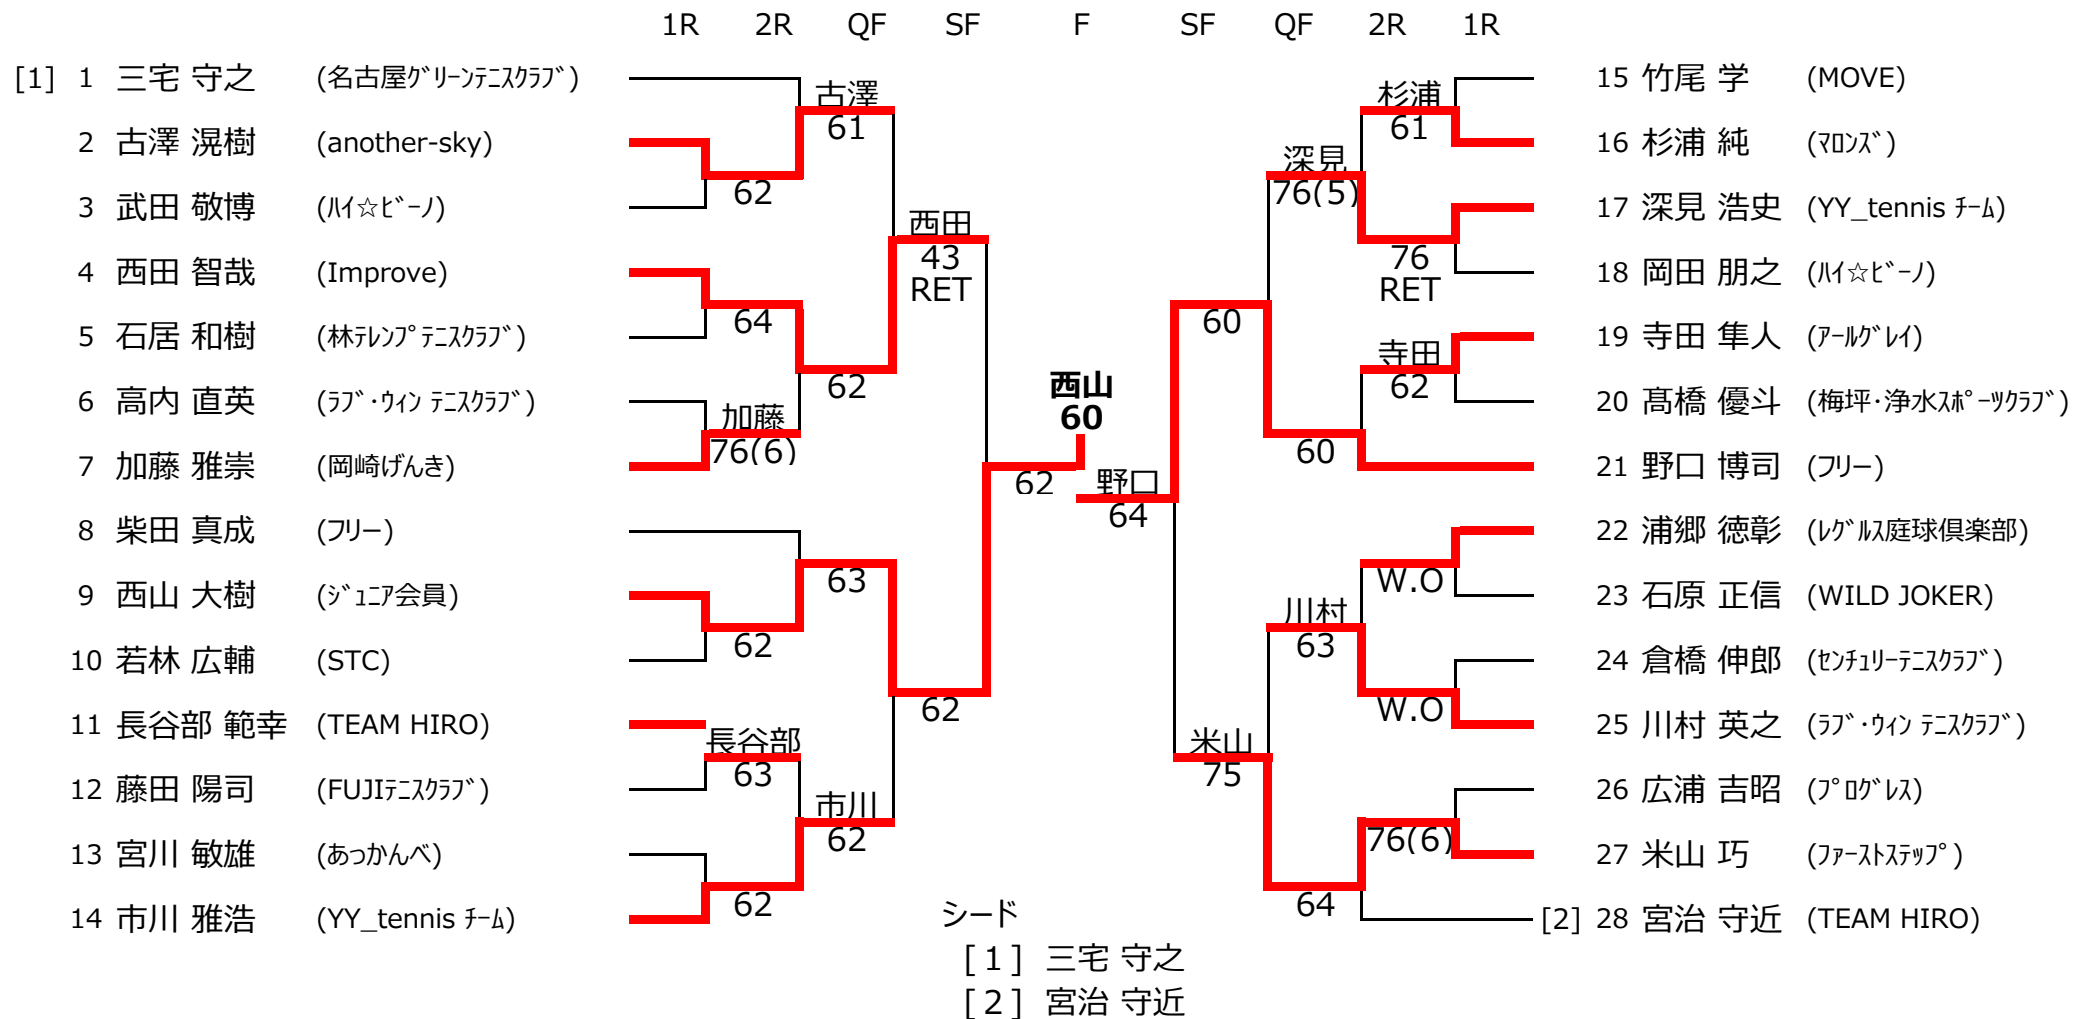 1R 2R QF SF F SF QF 2R 1R
[1] 1 三宅 守之 (名古屋ｸﾞﾘｰﾝﾃﾆｽｸﾗﾌﾞ)
2 古澤 滉樹 (another-sky)
3 武田 敬博 (ﾊｲ☆ﾋﾞｰﾉ)
4 西田 智哉 (Improve)
5 石居 和樹 (林ﾃﾚﾝﾌﾟﾃﾆｽｸﾗﾌﾞ)
6 高内 直英 (ﾗﾌﾞ･ｳｨﾝ ﾃﾆｽｸﾗﾌﾞ)
7 加藤 雅崇 (岡崎げんき)
8 柴田 真成 (フリー)
9 西山 大樹 (ｼﾞｭﾆｱ会員)
10 若林 広輔 (STC)
11 長谷部 範幸 (TEAM HIRO)
12 藤田 陽司 (FUJIﾃﾆｽｸﾗﾌﾞ)
13 宮川 敏雄 (あっかんべ)
14 市川 雅浩 (YY_tennis ﾁｰﾑ)
62
64
加藤
76(6)
62
長谷部
63
62
古澤
61
62
63
市川
62
西田
43
RET
62
62
西山
60
野口
64
60
米山
75
深見
76(5)
60
川村
63
64
杉浦
61
76
RET
寺田
62
W.O
W.O
76(6)
15 竹尾 学 (MOVE)
16 杉浦 純 (ﾏﾛﾝｽﾞ)
17 深見 浩史 (YY_tennis ﾁｰﾑ)
18 岡田 朋之 (ﾊｲ☆ﾋﾞｰﾉ)
19 寺田 隼人 (ｱｰﾙｸﾞﾚｲ)
20 髙橋 優斗 (梅坪･浄水ｽﾎﾟｰﾂｸﾗﾌﾞ)
21 野口 博司 (フリー)
22 浦郷 徳彰 (ﾚｸﾞﾙｽ庭球倶楽部)
23 石原 正信 (WILD JOKER)
24 倉橋 伸郎 (ｾﾝﾁｭﾘｰﾃﾆｽｸﾗﾌﾞ)
25 川村 英之 (ﾗﾌﾞ･ｳｨﾝ ﾃﾆｽｸﾗﾌﾞ)
26 広浦 吉昭 (ﾌﾟﾛｸﾞﾚｽ)
27 米山 巧 (ﾌｧｰｽﾄｽﾃｯﾌﾟ)
[2] 28 宮治 守近 (TEAM HIRO)
シード
[1] 三宅 守之
[2] 宮治 守近